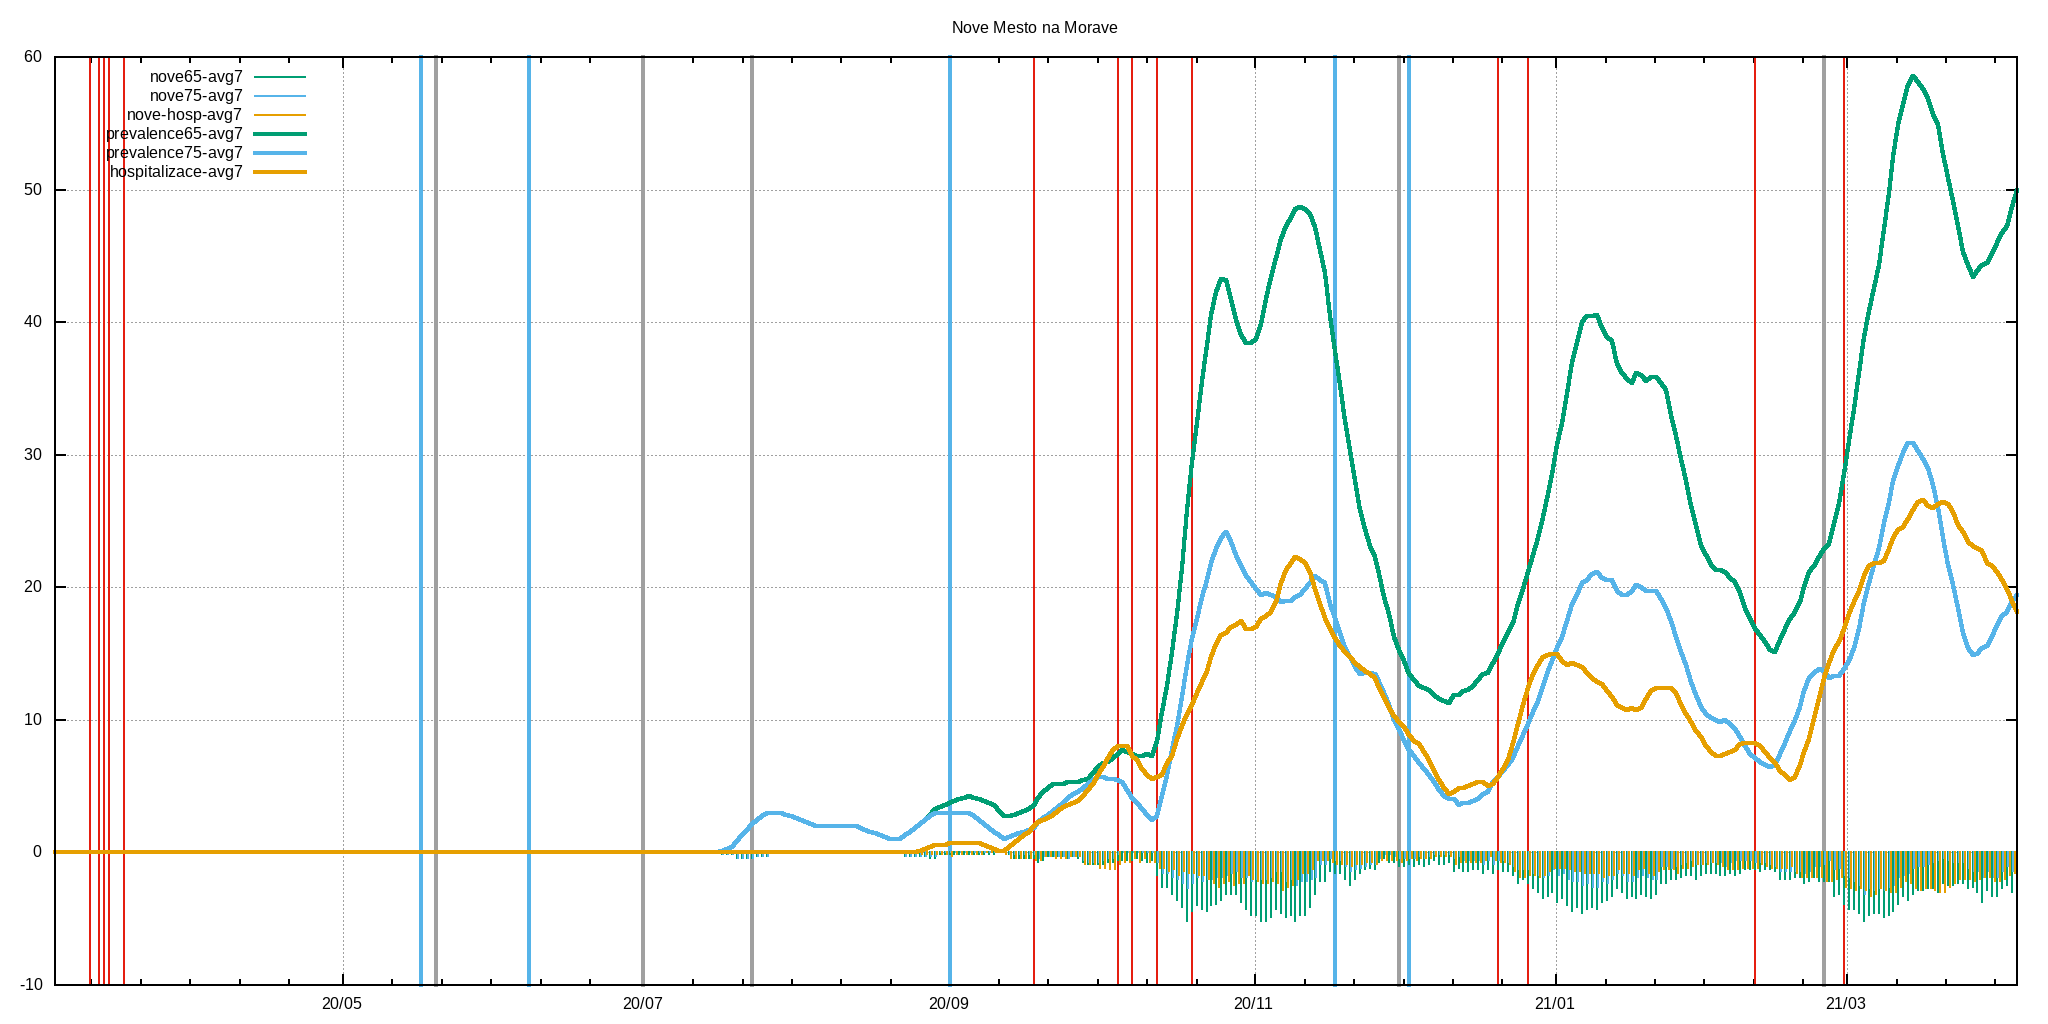 Nove Mesto na Morave
60
nove65-avg7
nove75-avg7
nove-hosp-avg7
prevalence65-avg7
prevalence75-avg7
hospitalizace-avg7
50
40
30
20
10
0
-10
20/05 20/07 20/09 20/11 21/01 21/03